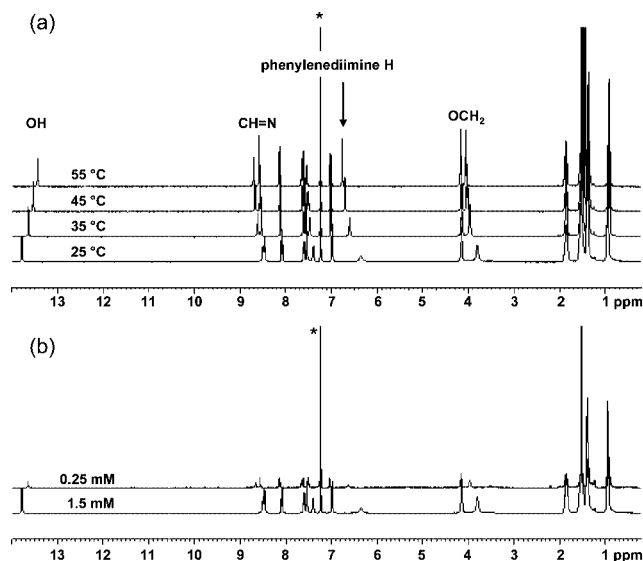 (a)
*
phenylenediimine H
OH
CH=N
OCH₂
55 °C
45 °C
35 °C
25 °C
13 12 11 10 9 8 7 6 5 4 3 2 1 ppm
(b)
*
0.25 mM
1.5 mM
13 12 11 10 9 8 7 6 5 4 3 2 1 ppm